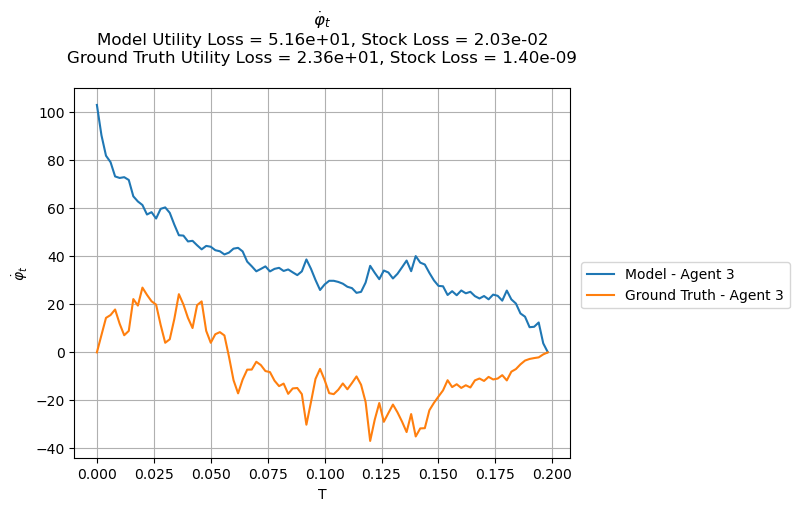 φ̇ₜ
Model Utility Loss = 5.16e+01, Stock Loss = 2.03e-02
Ground Truth Utility Loss = 2.36e+01, Stock Loss = 1.40e-09
100
80
60
40
20
0
−20
−40
φ̇ₜ
0.000 0.025 0.050 0.075 0.100 0.125 0.150 0.175 0.200
T
Model - Agent 3
Ground Truth - Agent 3